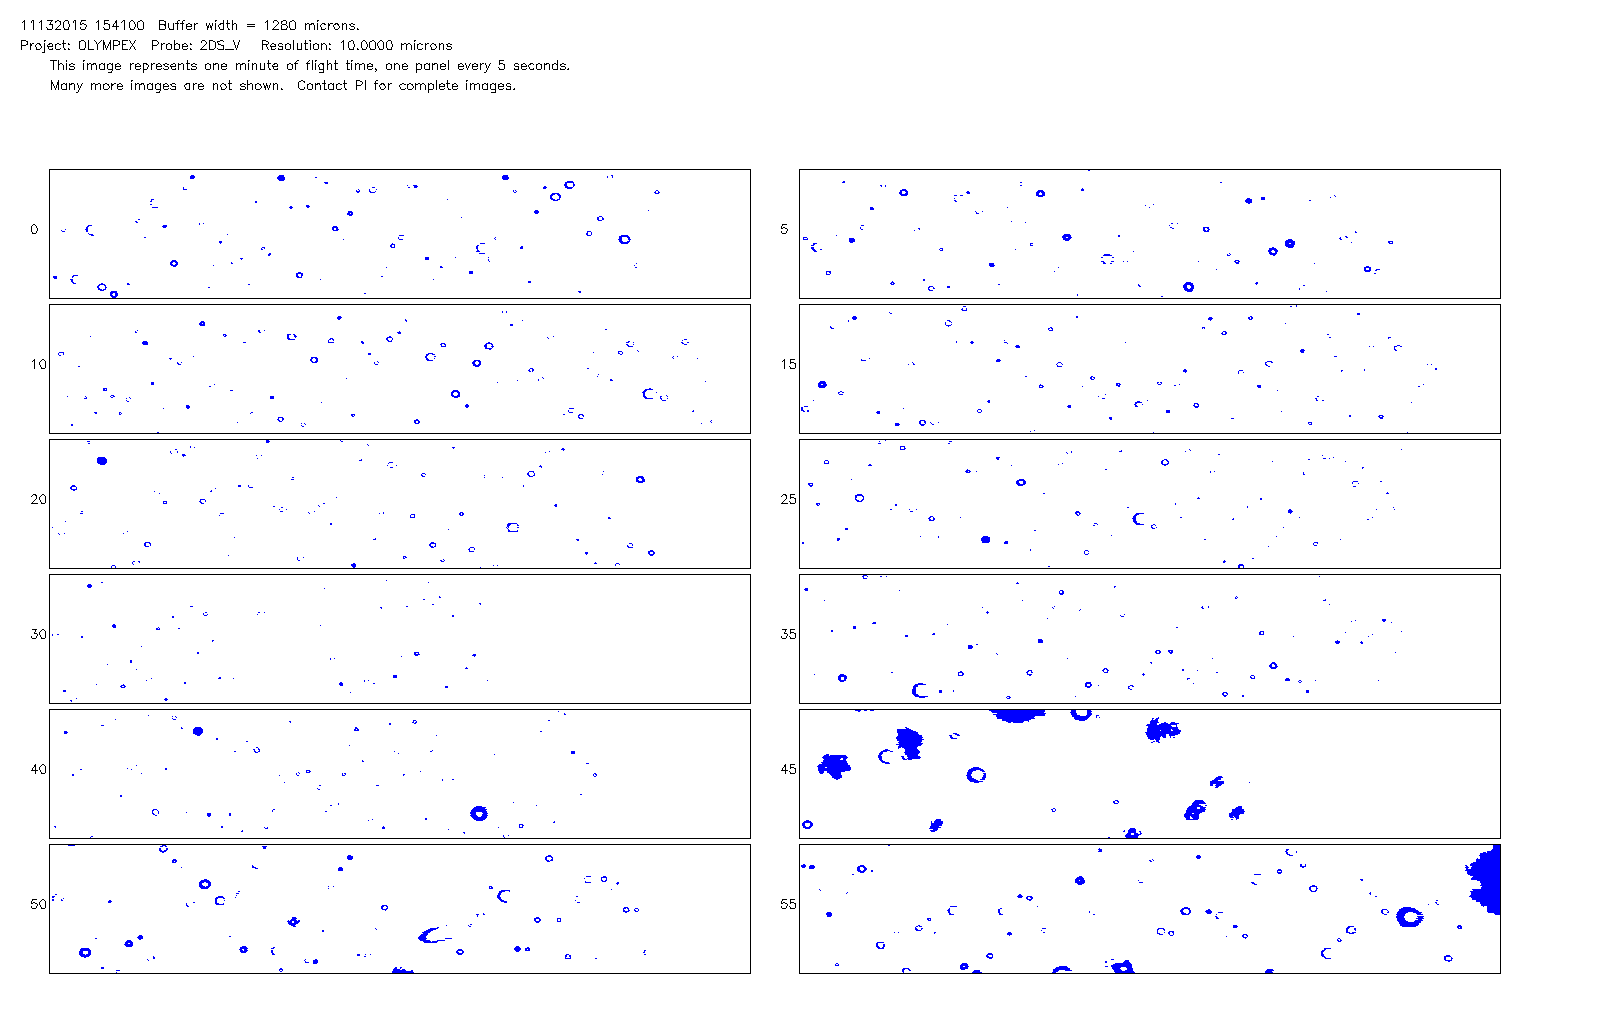 11132015 154100  Buffer width = 1280 microns.
Project: OLYMPEX  Probe: 2DS_V  Resolution: 10.0000 microns
This image represents one minute of flight time, one panel every 5 seconds.
Many more images are not shown.  Contact PI for complete images.
0 5
10 15
20 25
30 35
40 45
50 55